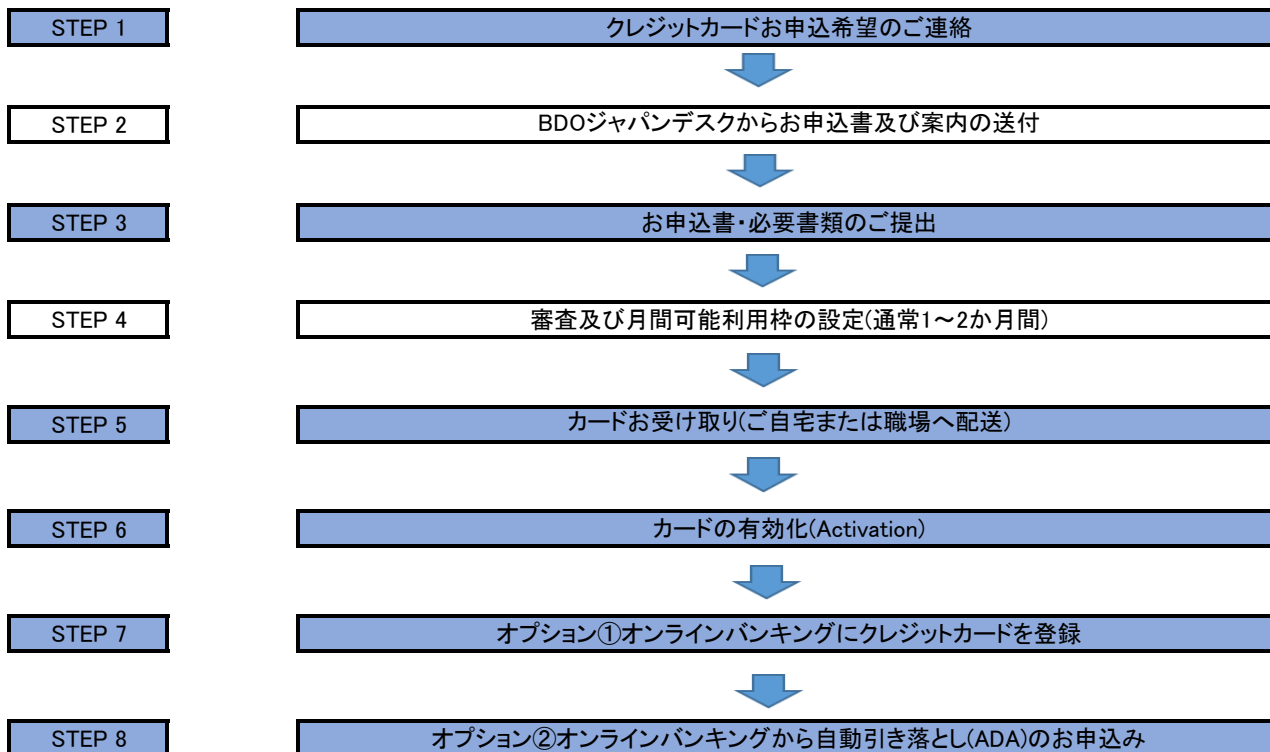 STEP 1
クレジットカードお申込希望のご連絡
STEP 2
BDOジャパンデスクからお申込書及び案内の送付
STEP 3
お申込書・必要書類のご提出
STEP 4
審査及び月間可能利用枠の設定(通常1～2か月間)
STEP 5
カードお受け取り(ご自宅または職場へ配送)
STEP 6
カードの有効化(Activation)
STEP 7
オプション①オンラインバンキングにクレジットカードを登録
STEP 8
オプション②オンラインバンキングから自動引き落とし(ADA)のお申込み